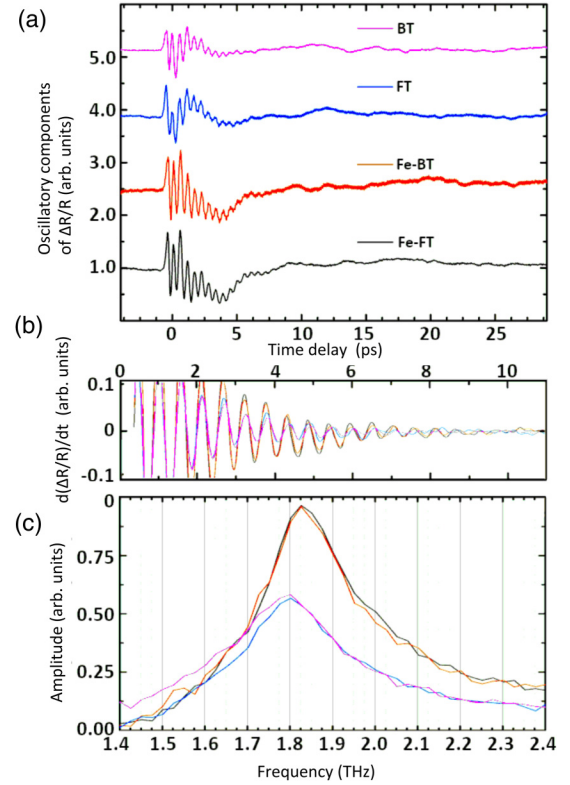 (a)
BT
FT
Fe-BT
Fe-FT
Oscillatory components
of ΔR/R (arb. units)
5.0
4.0
3.0
2.0
1.0
0 5 10 15 20 25
Time delay (ps)
(b)
0 2 4 6 8 10
d(ΔR/R)/dt (arb. units)
0.1
0
-0.1
(c)
Amplitude (arb. units)
0
0.75
0.50
0.25
0.00
1.4 1.5 1.6 1.7 1.8 1.9 2.0 2.1 2.2 2.3 2.4
Frequency (THz)